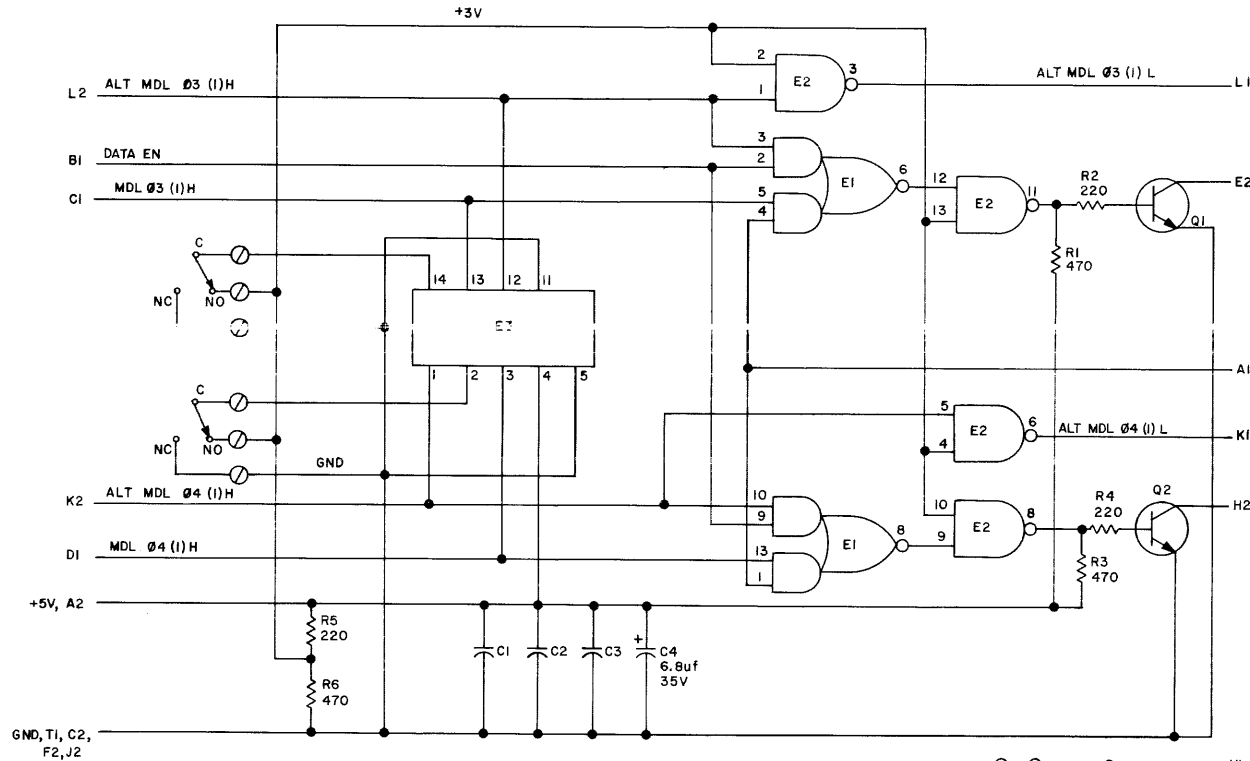 +3V
L2 ALT MDL Ø3 (1)H
2
1
E2
3
ALT MDL Ø3 (1) L
L1
B1 DATA EN
C1 MDL Ø3 (1)H
3
2
5
4
E1
6
12
13
E2
11
R2
220
E2
Q1
R1
470
C
NC
NO
14
13
12
11
E3
1
2
3
4
5
A1
C
NC
NO
GND
5
4
E2
6
ALT MDL Ø4 (1) L
K1
K2 ALT MDL Ø4 (1)H
D1 MDL Ø4 (1)H
10
9
13
1
E1
8
10
9
E2
8
R4
220
Q2
H2
R3
470
+5V, A2
R5
220
R6
470
C1
C2
C3
+
C4
6.8uf
35V
GND, T1, C2,
F2, J2